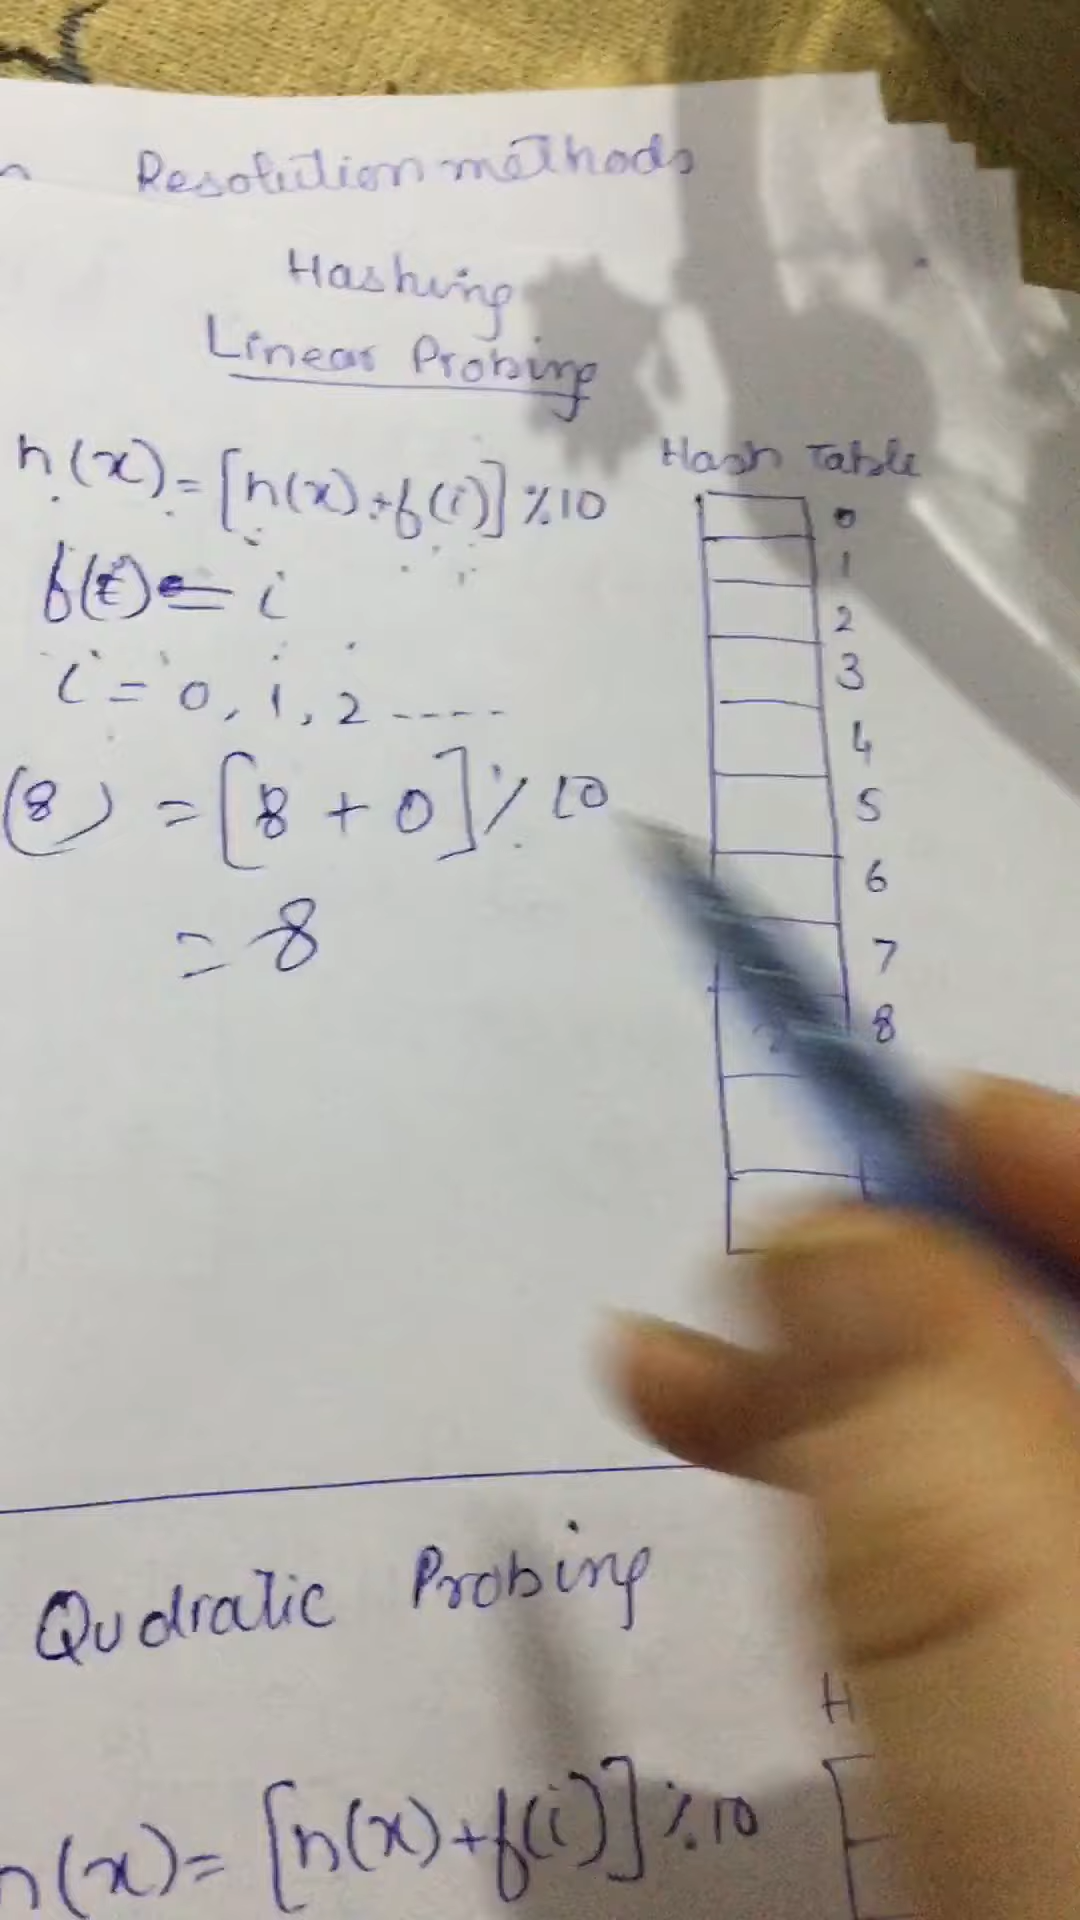 Resolution methods
Hashing
Linear Probing
h(x) = [h(x) + f(i)] % 10
f(i) = i
i = 0, 1, 2 ----
(8) = [8 + 0] % 10
= 8
Hash Table
0
1
2
3
4
5
6
7
8
Qudratic Probing
H
h(x) = [h(x) + f(i)] % 10